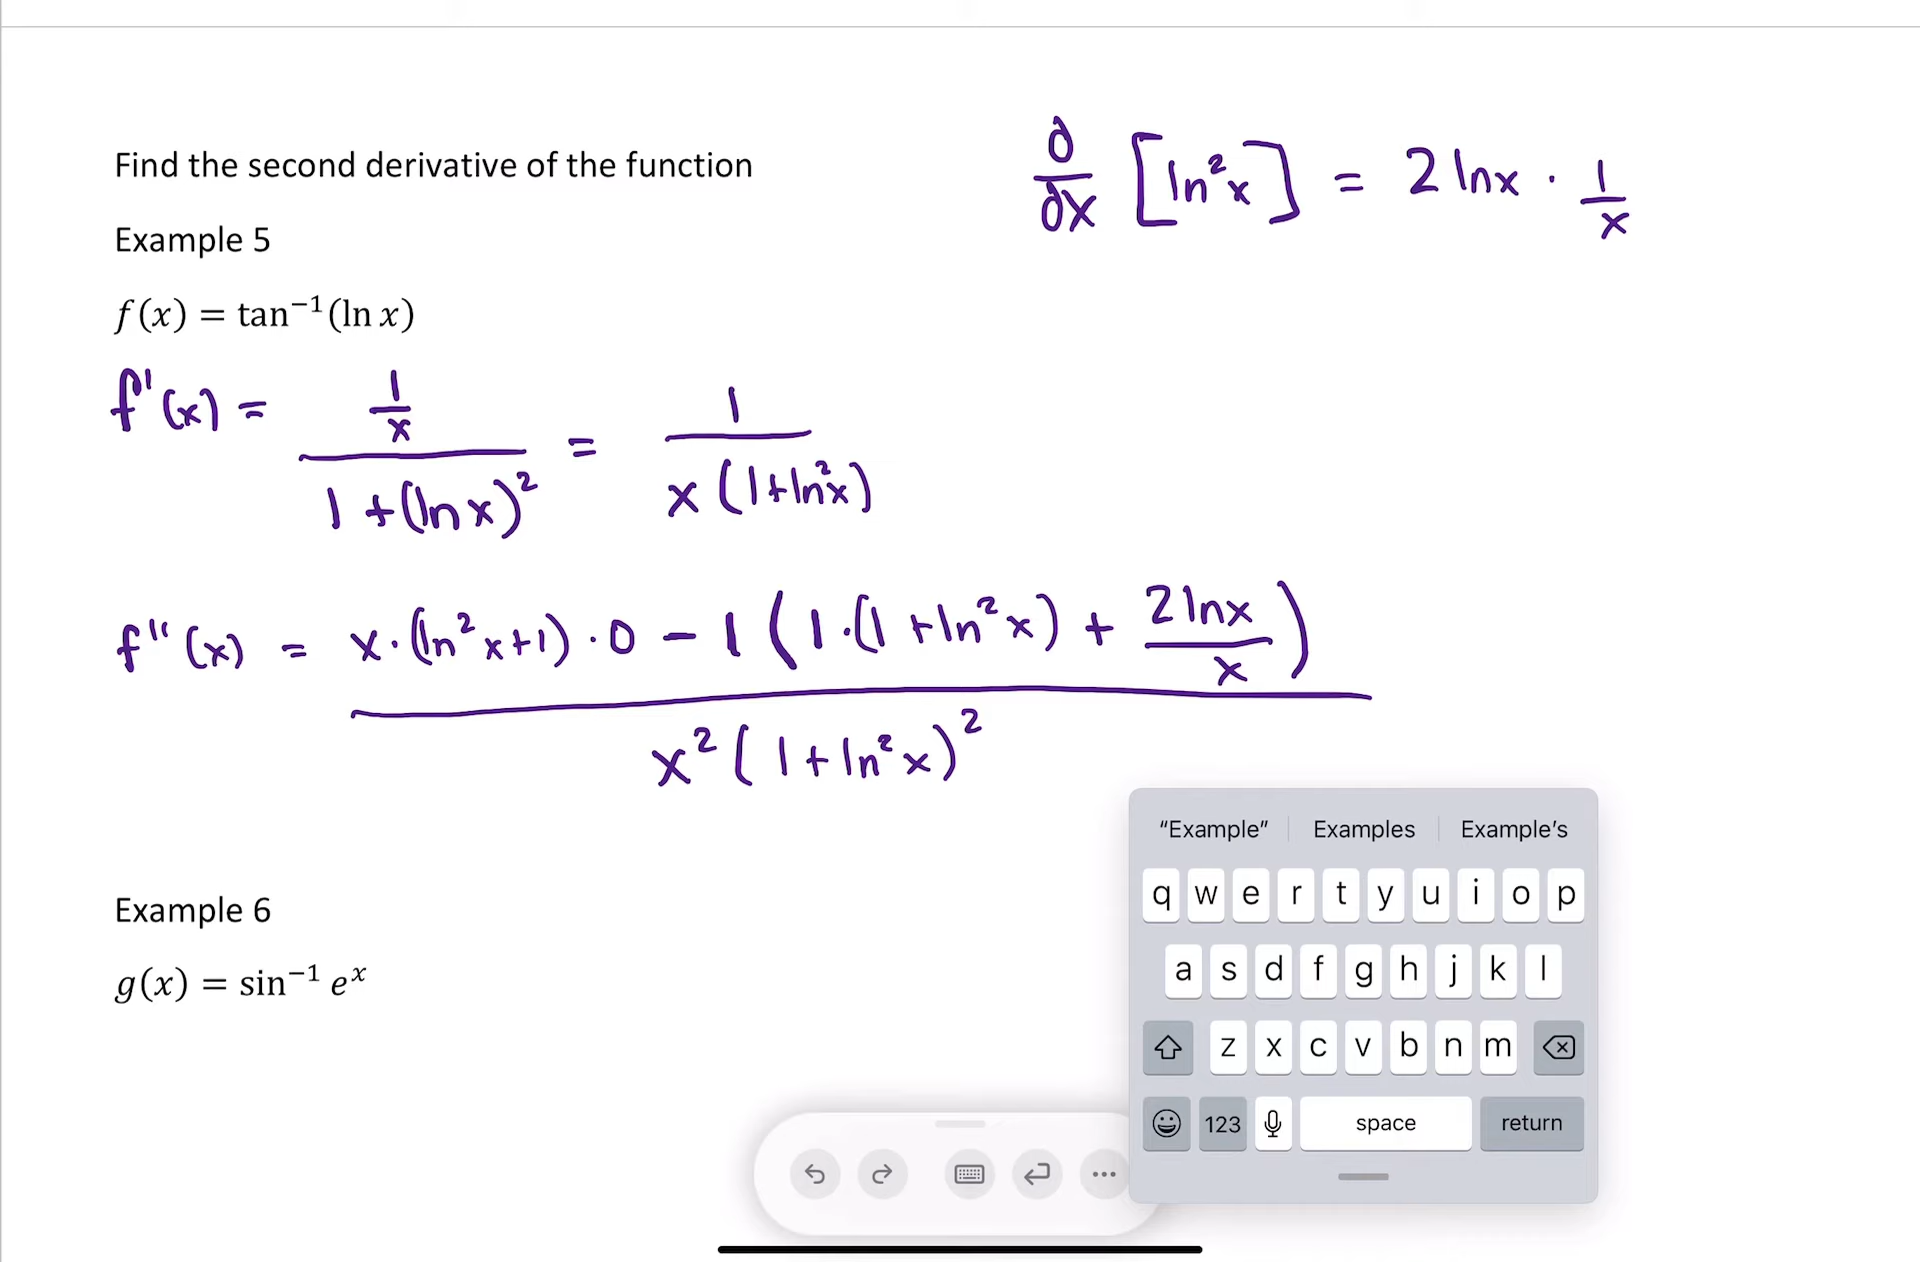 Find the second derivative of the function
Example 5
f(x) = tan⁻¹(ln x)
∂/∂x [ln²x] = 2 lnx · 1/x
f'(x) = (1/x)/(1+(ln x)²) = 1/(x(1+ln²x))
f''(x) = (x·(ln²x+1)·0 − 1(1·(1+ln²x) + 2lnx/x))/(x²(1+ln²x)²)
Example 6
g(x) = sin⁻¹ eˣ
“Example” Examples Example's
q w e r t y u i o p
a s d f g h j k l
z x c v b n m
123 space return